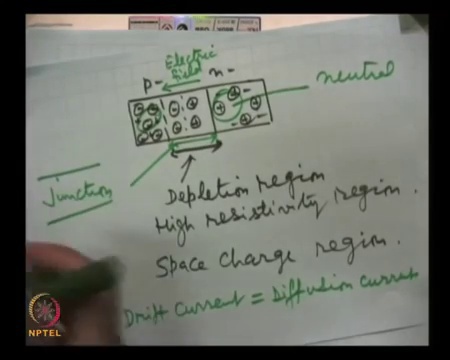 Electric
field
p- n-
neutral
junction
Depletion region
High resistivity region.
Space charge region.
Drift current = Diffusion current
NPTEL